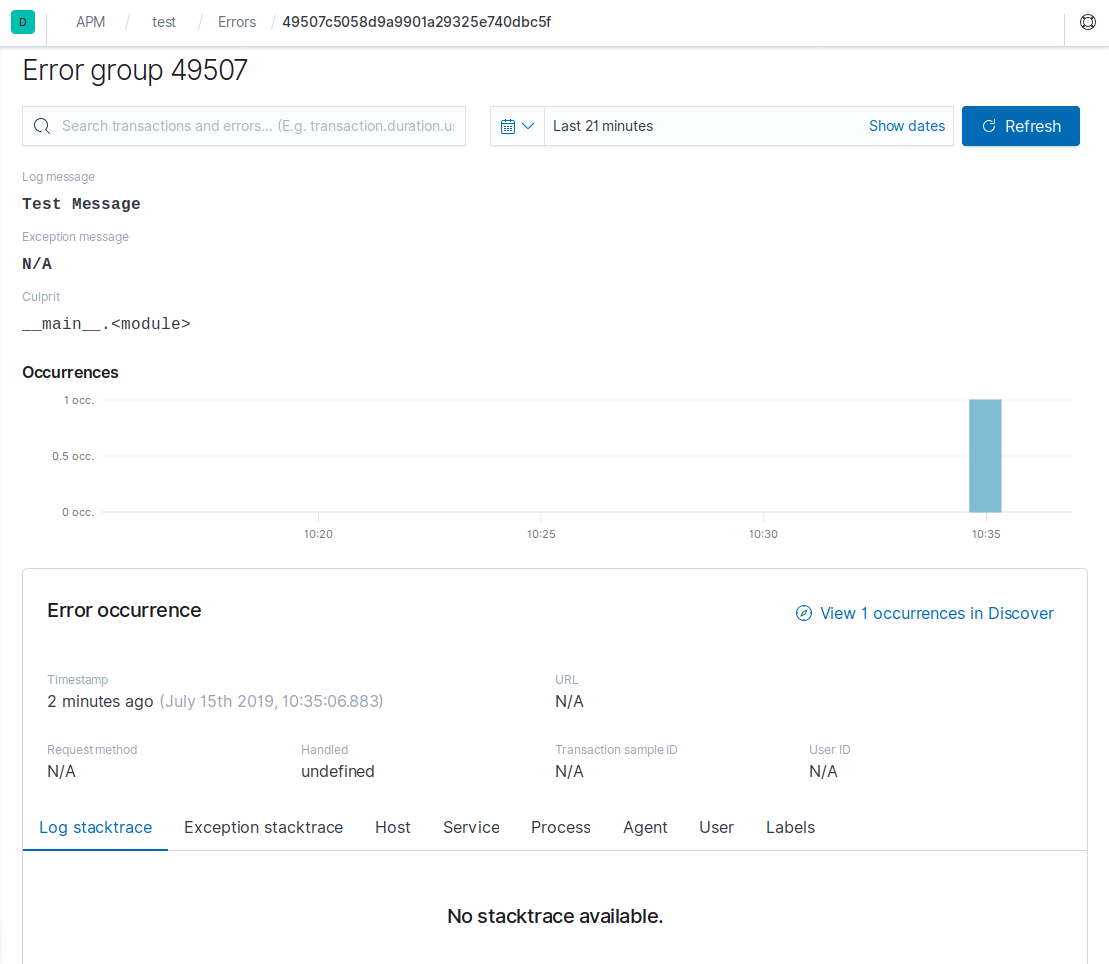 D APM / test / Errors / 49507c5058d9a9901a29325e740dbc5f
Error group 49507
Search transactions and errors... (E.g. transaction.duration.us
Last 21 minutes Show dates Refresh
Log message
Test Message
Exception message
N/A
Culprit
__main__.<module>
Occurrences
1 occ.
0.5 occ.
0 occ.
10:20 10:25 10:30 10:35
Error occurrence View 1 occurrences in Discover
Timestamp URL
2 minutes ago (July 15th 2019, 10:35:06.883) N/A
Request method Handled Transaction sample ID User ID
N/A undefined N/A N/A
Log stacktrace Exception stacktrace Host Service Process Agent User Labels
No stacktrace available.